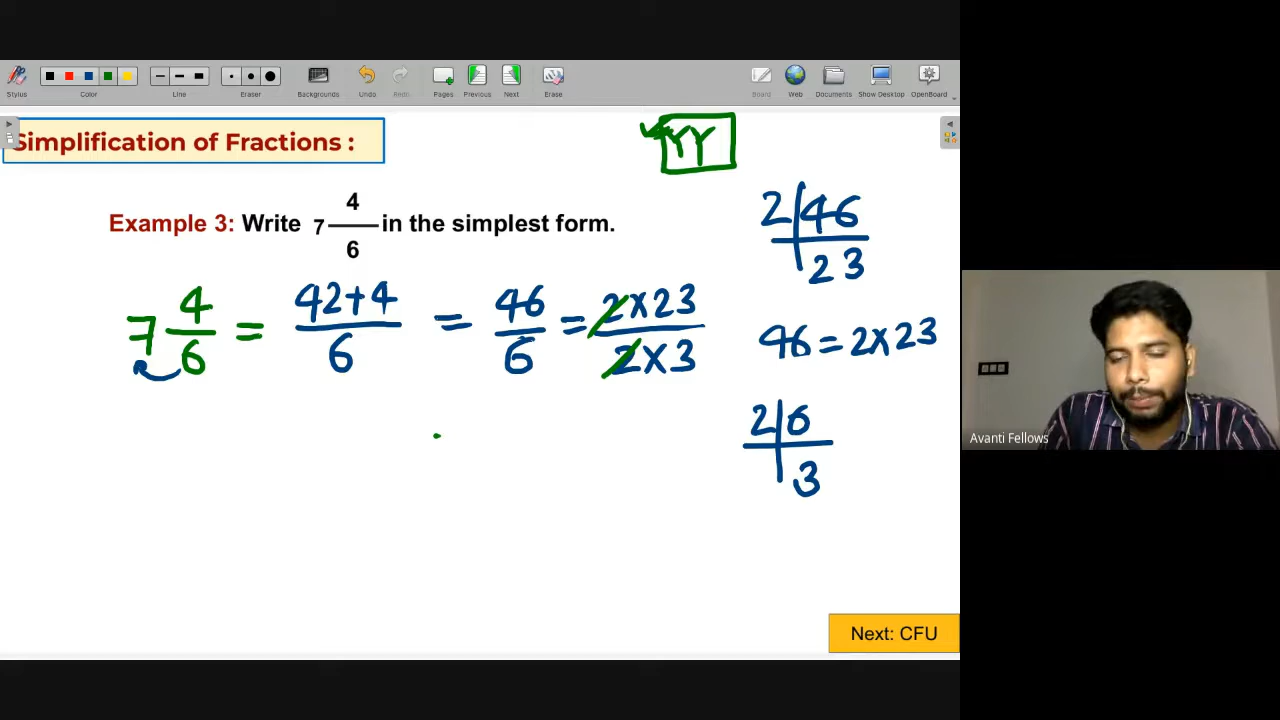 Stylus Color Line Eraser Backgrounds Undo Redo Pages Previous Next Erase Board Web Documents Show Desktop OpenBoard
Simplification of Fractions :
YY
Example 3: Write 7 4/6 in the simplest form.
7 4/6 = 42+4/6 = 46/6 = 2×23/2×3
2|46
23
46=2×23
2|6
3
Avanti Fellows
Next: CFU